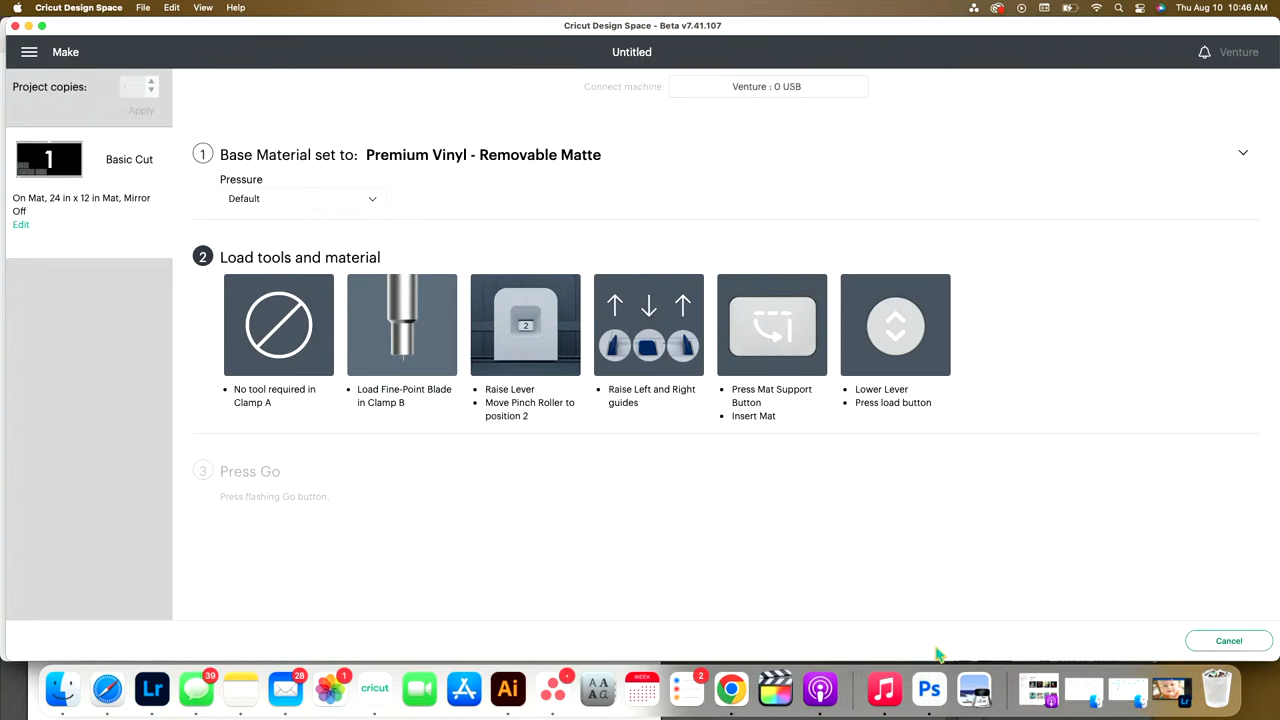 Cricut Design Space File Edit View Help
Thu Aug 10 10:46 AM
Cricut Design Space - Beta v7.41.107
Make
Untitled
Venture
Project copies:
1
Apply
Connect machine
Venture : 0 USB
1
Basic Cut
On Mat, 24 in x 12 in Mat, Mirror
Off
Edit
1 Base Material set to: Premium Vinyl - Removable Matte
Pressure
Default
2 Load tools and material
2
• No tool required in
Clamp A
• Load Fine-Point Blade
in Clamp B
• Raise Lever
• Move Pinch Roller to
position 2
• Raise Left and Right
guides
• Press Mat Support
Button
• Insert Mat
• Lower Lever
• Press load button
3 Press Go
Press flashing Go button.
Cancel
Lr
39
28
1
cricut
Ai
AA
Aa
WEEK
2
Ps
Lr